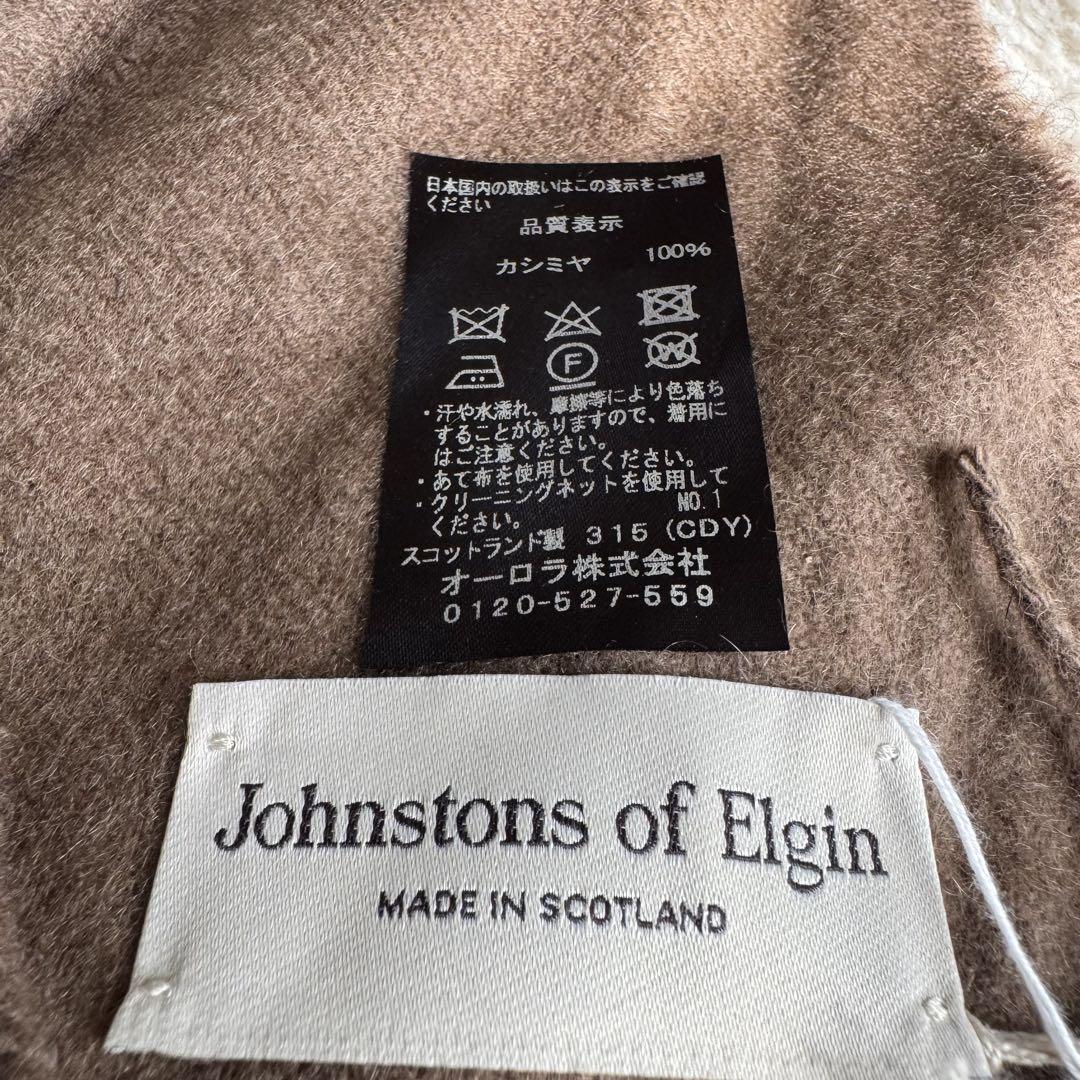 日本国内の取扱いはこの表示をご確認
ください
品質表示
カシミヤ 100%
F
W
・汗や水濡れ、摩擦等により色落ち
することがありますので、着用に
はご注意ください。
・あて布を使用してください。
・クリーニングネットを使用して
ください。 NO.1
スコットランド製 315 (CDY)
オーロラ株式会社
0120-527-559
Johnstons of Elgin
MADE IN SCOTLAND